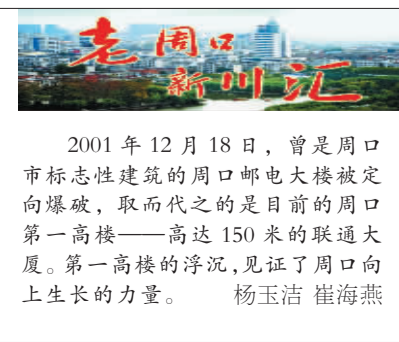 老周口
新川汇
2001 年 12 月 18 日，曾是周口
市标志性建筑的周口邮电大楼被定
向爆破，取而代之的是目前的周口
第一高楼——高达 150 米的联通大
厦。第一高楼的浮沉,见证了周口向
上生长的力量。 杨玉洁 崔海燕